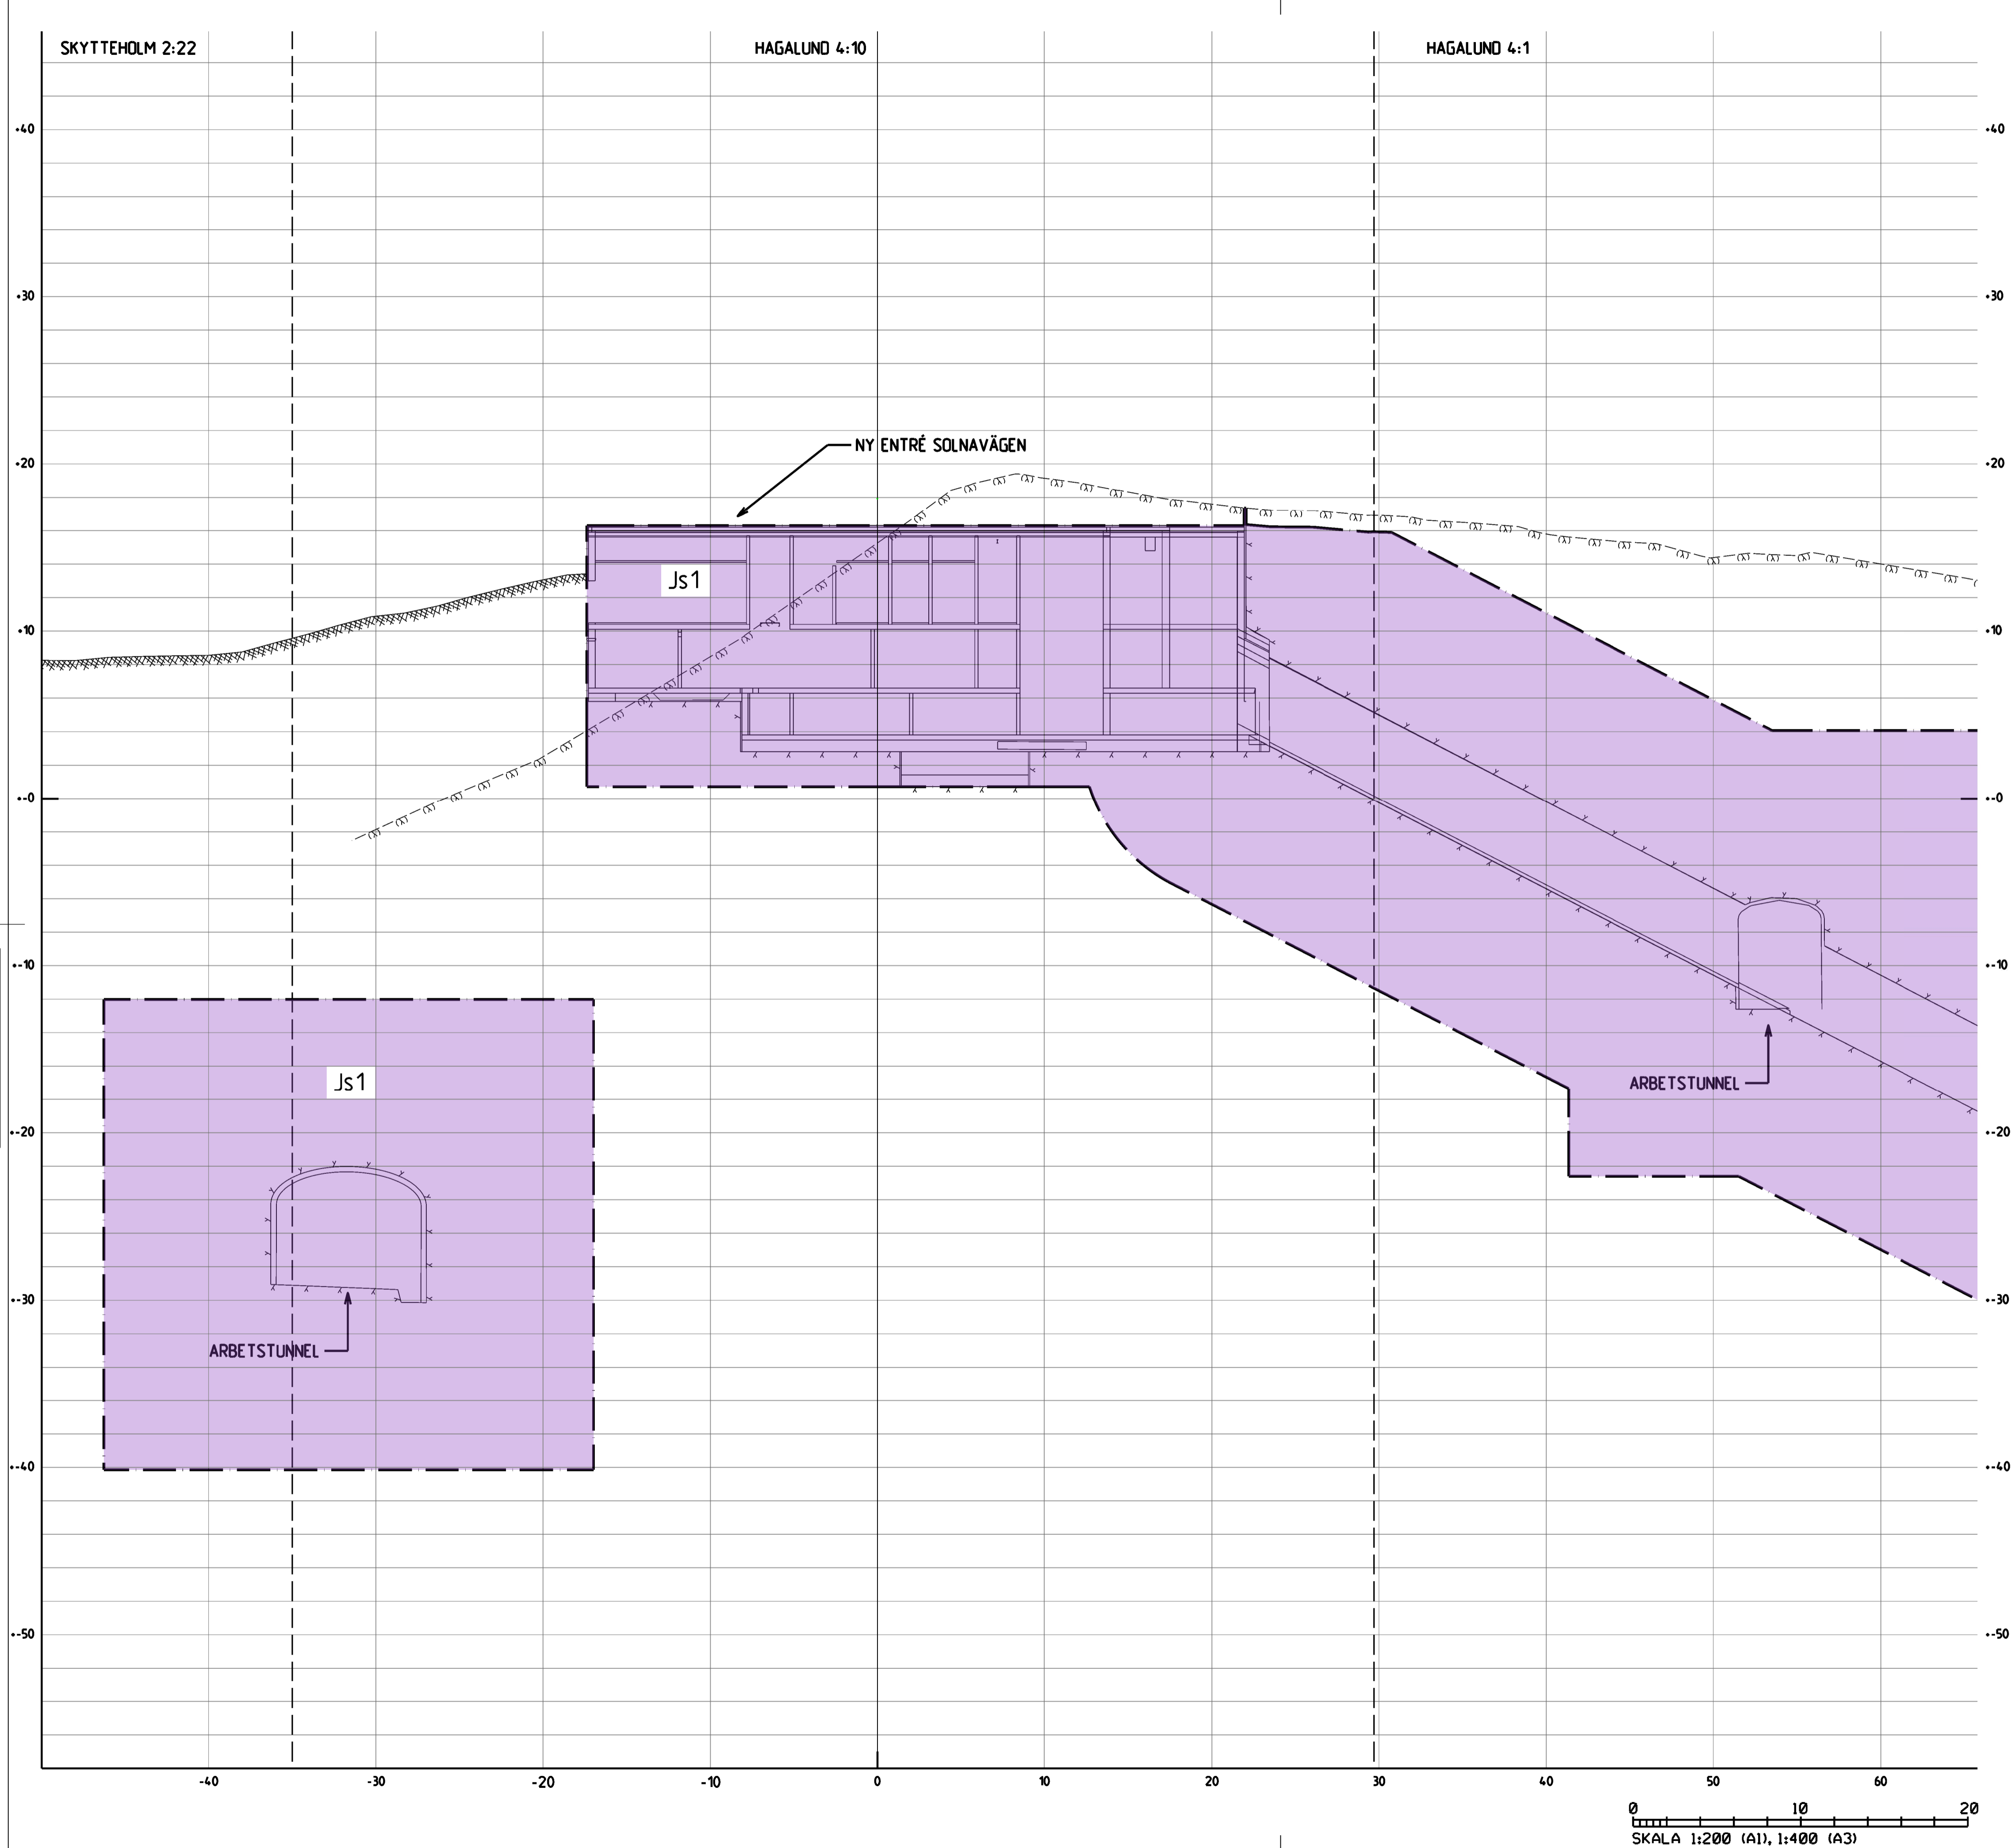 SKYTTEHOLM 2:22
HAGALUND 4:10
HAGALUND 4:1
+40
+40
+30
+30
NY ENTRÉ SOLNAVÄGEN
+20
+20
Js1
+10
+10
+-0
+-0
+-10
+-10
Js1
ARBETSTUNNEL
+-20
+-20
+-30
+-30
ARBETSTUNNEL
+-40
+-40
+-50
+-50
-40 -30 -20 -10 0 10 20 30 40 50 60
0 10 20
SKALA 1:200 (A1), 1:400 (A3)